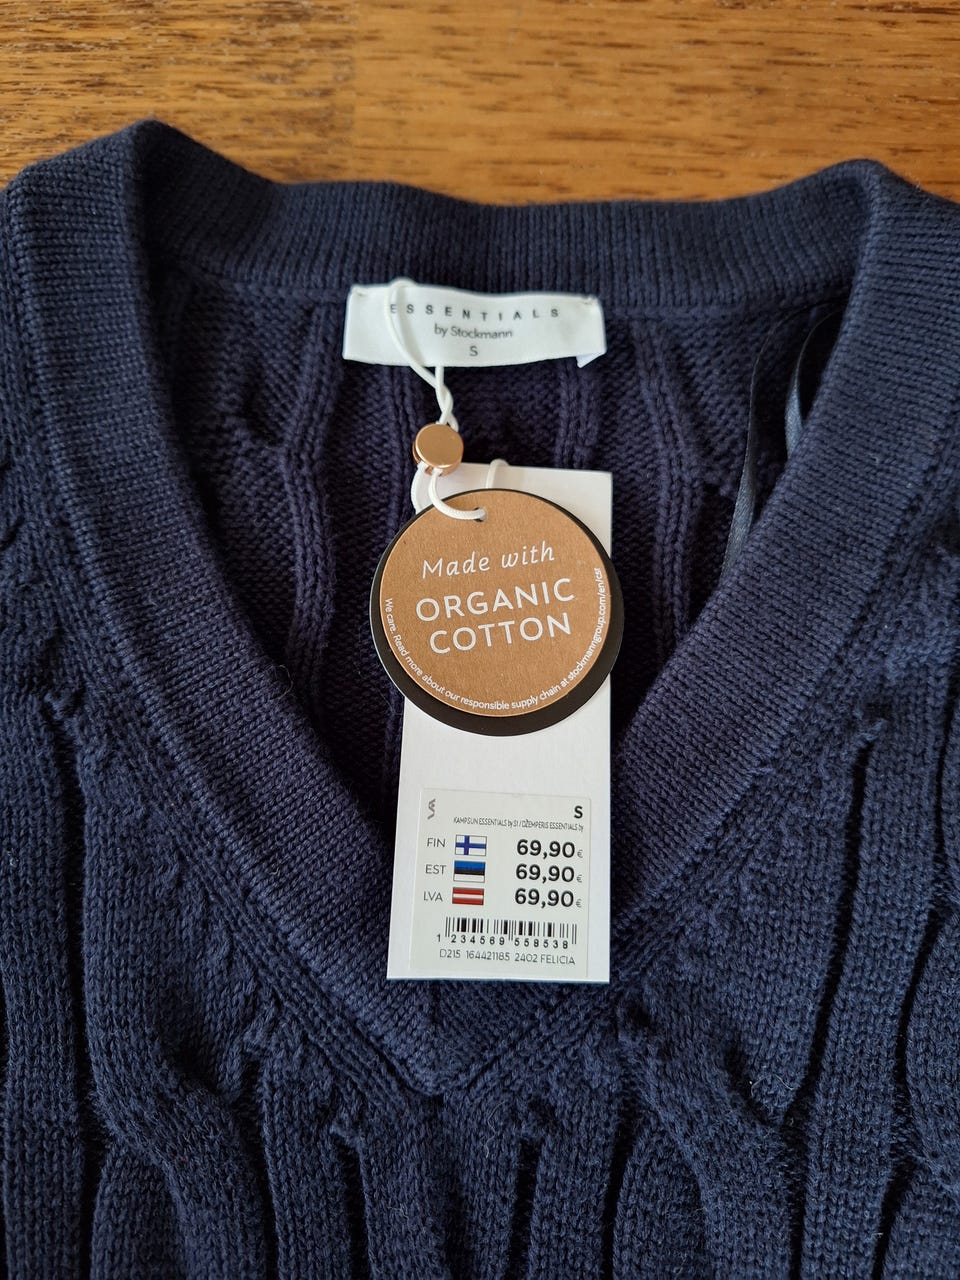 ESSENTIALS
by Stockmann
S
Made with
ORGANIC
COTTON
We care. Read more about our responsible supply chain at stockmanngroup.com/en/csr
S
KAMPSUN ESSENTIALS by St / DŽEMPERIS ESSENTIALS by
FIN 69,90 €
EST 69,90 €
LVA 69,90 €
1 234569 558538
D215 164421185 2402 FELICIA